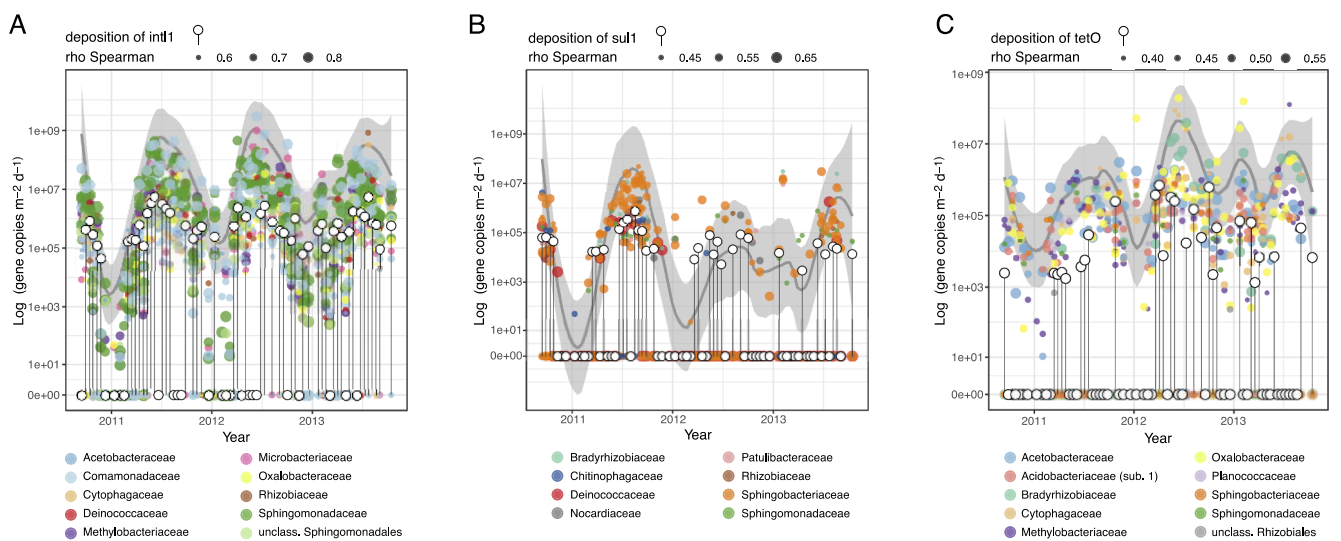 A
deposition of intI1
rho Spearman 0.6 0.7 0.8
Log (gene copies m−2 d−1)
1e+09
1e+07
1e+05
1e+03
1e+01
0e+00
2011 2012 2013
Year
Acetobacteraceae
Comamonadaceae
Cytophagaceae
Deinococcaceae
Methylobacteriaceae
Microbacteriaceae
Oxalobacteraceae
Rhizobiaceae
Sphingomonadaceae
unclass. Sphingomonadales
B
deposition of sul1
rho Spearman 0.45 0.55 0.65
Log (gene copies m−2 d−1)
1e+09
1e+07
1e+05
1e+03
1e+01
0e+00
2011 2012 2013
Year
Bradyrhizobiaceae
Chitinophagaceae
Deinococcaceae
Nocardiaceae
Patulibacteraceae
Rhizobiaceae
Sphingobacteriaceae
Sphingomonadaceae
C
deposition of tetO
rho Spearman 0.40 0.45 0.50 0.55
Log (gene copies m−2 d−1)
1e+09
1e+07
1e+05
1e+03
1e+01
0e+00
2011 2012 2013
Year
Acetobacteraceae
Acidobacteriaceae (sub. 1)
Bradyrhizobiaceae
Cytophagaceae
Methylobacteriaceae
Oxalobacteraceae
Planococcaceae
Sphingobacteriaceae
Sphingomonadaceae
unclass. Rhizobiales